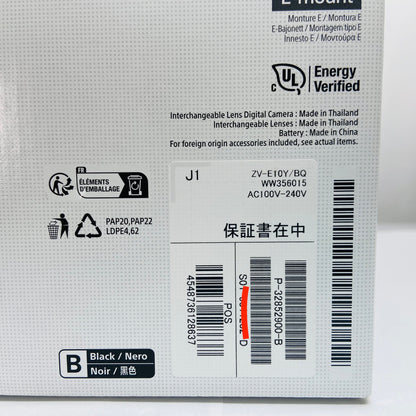 E-mount
Monture E / Montura E
E-Bajonett / Montagem tipo E
Innesto E / Μοντούρα E
C UL
Energy
Verified
Interchangeable Lens Digital Camera : Made in Thailand
Interchangeable Lenses : Made in Thailand
Battery : Made in China
For foreign origin accessories included, see actual items.
FR
ÉLÉMENTS
D'EMBALLAGE
PAP20,PAP22
LDPE4,62
J1
ZV-E10Y/BQ
WW356015
AC100V-240V
保証書在中
4548736128637
POS
P-32852900-B
B
Black / Nero
Noir / 黑色